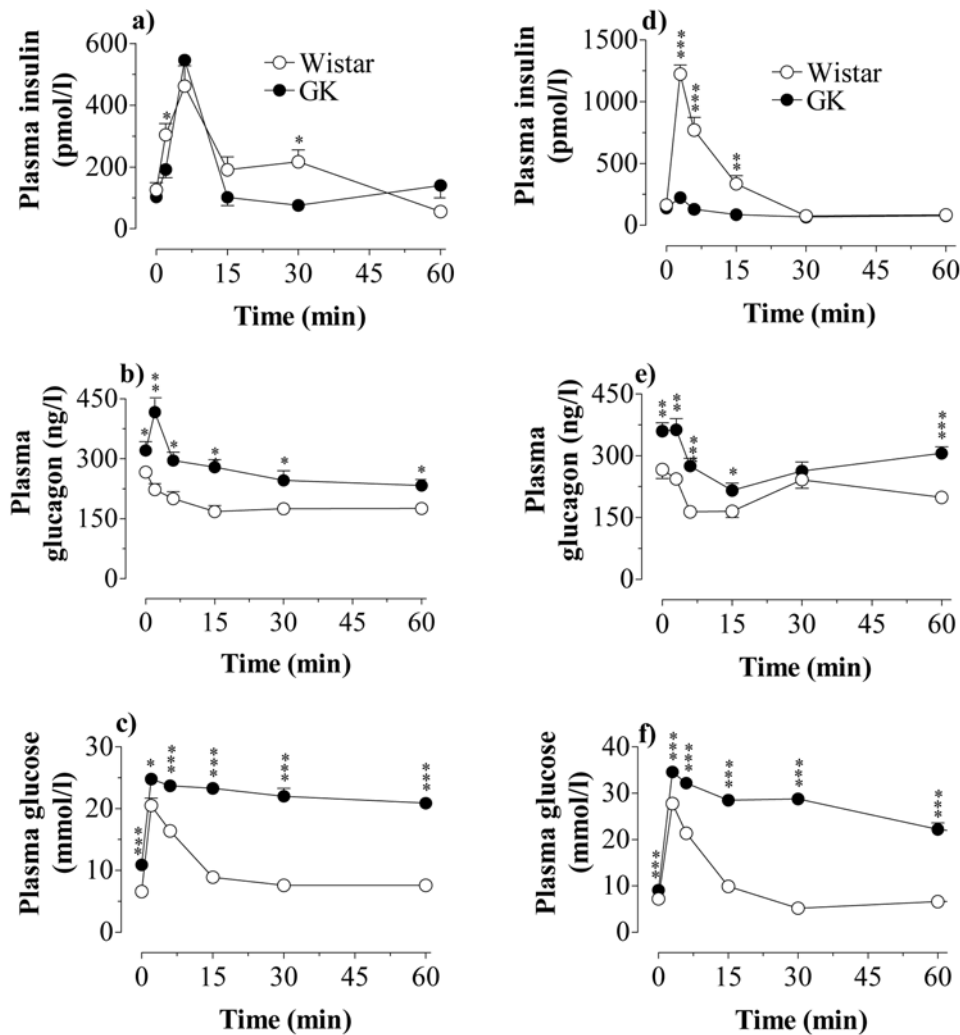 a)
Plasma insulin
(pmol/l)
600
400
200
0
Wistar
GK
*
*
0 15 30 45 60
Time (min)
d)
Plasma insulin
(pmol/l)
1500
1000
500
0
Wistar
GK
***
***
**
0 15 30 45 60
Time (min)
b)
Plasma
glucagon (ng/l)
450
300
150
0
*
**
*
*
*
*
0 15 30 45 60
Time (min)
e)
Plasma
glucagon (ng/l)
450
300
150
0
**
**
**
*
***
0 15 30 45 60
Time (min)
c)
Plasma glucose
(mmol/l)
30
20
10
0
***
*
***
***
***
***
0 15 30 45 60
Time (min)
f)
Plasma glucose
(mmol/l)
40
30
20
10
0
***
***
***
***
***
***
0 15 30 45 60
Time (min)